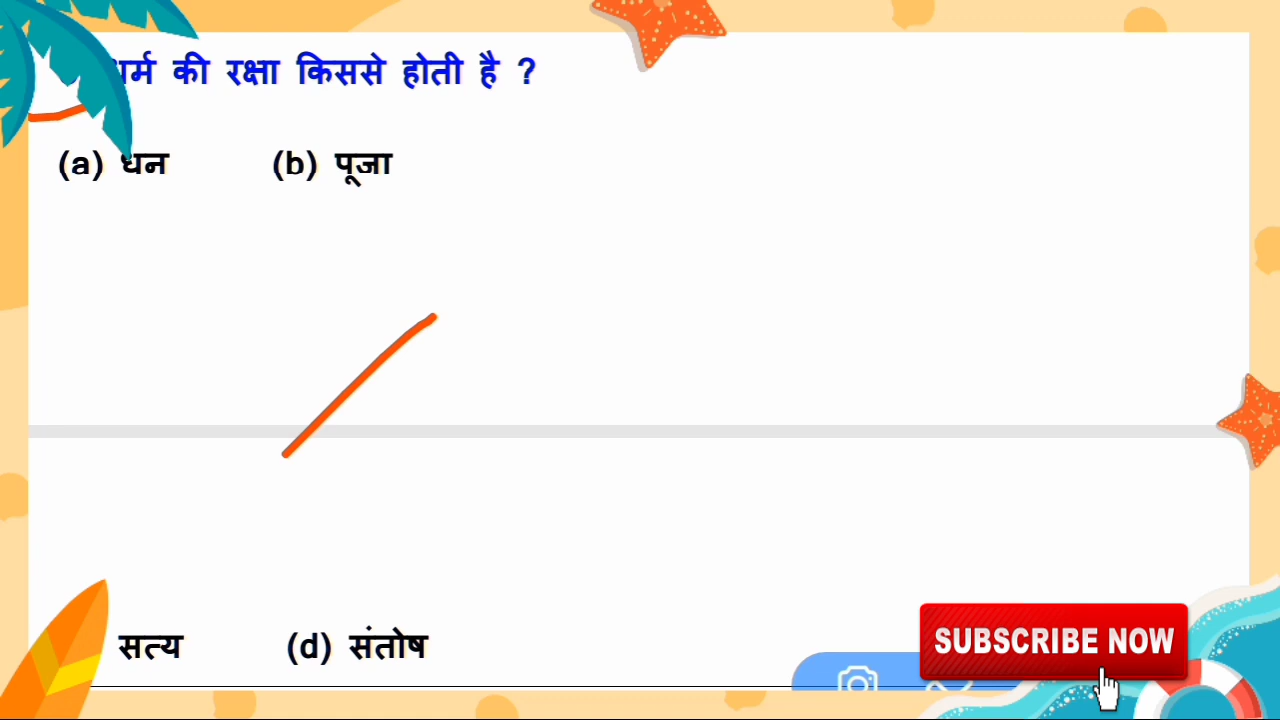 की रक्षा किससे होती है ?
(a) धन (b) पूजा
सत्य (d) संतोष
SUBSCRIBE NOW